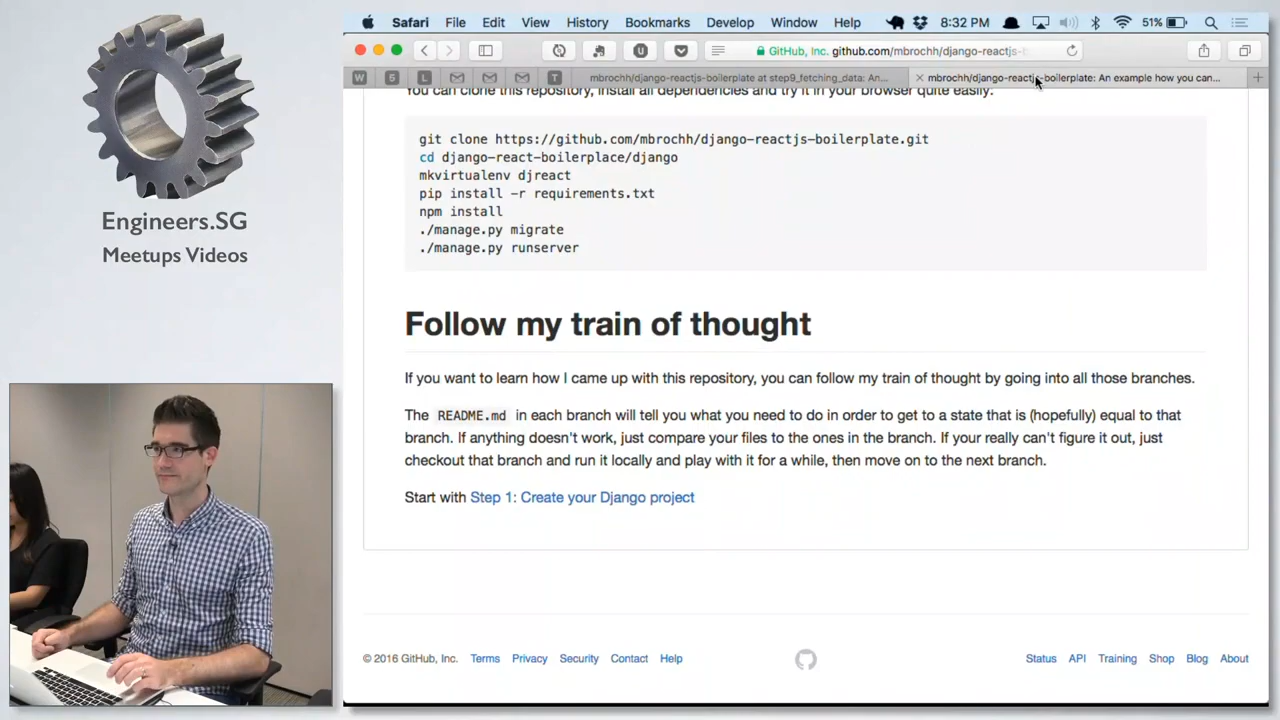 Engineers.SG
Meetups Videos
Safari File Edit View History Bookmarks Develop Window Help 8:32 PM 51%
GitHub, Inc. github.com/mbrochh/django-reactjs-b
W 5 L T mbrochh/django-reactjs-boilerplate at step9_fetching_data: An... mbrochh/django-reactjs-boilerplate: An example how you can...
You can clone this repository, install all dependencies and try it in your browser quite easily:
git clone https://github.com/mbrochh/django-reactjs-boilerplate.git
cd django-react-boilerplace/django
mkvirtualenv djreact
pip install -r requirements.txt
npm install
./manage.py migrate
./manage.py runserver
Follow my train of thought
If you want to learn how I came up with this repository, you can follow my train of thought by going into all those branches.
The README.md in each branch will tell you what you need to do in order to get to a state that is (hopefully) equal to that
branch. If anything doesn't work, just compare your files to the ones in the branch. If your really can't figure it out, just
checkout that branch and run it locally and play with it for a while, then move on to the next branch.
Start with Step 1: Create your Django project
© 2016 GitHub, Inc. Terms Privacy Security Contact Help Status API Training Shop Blog About